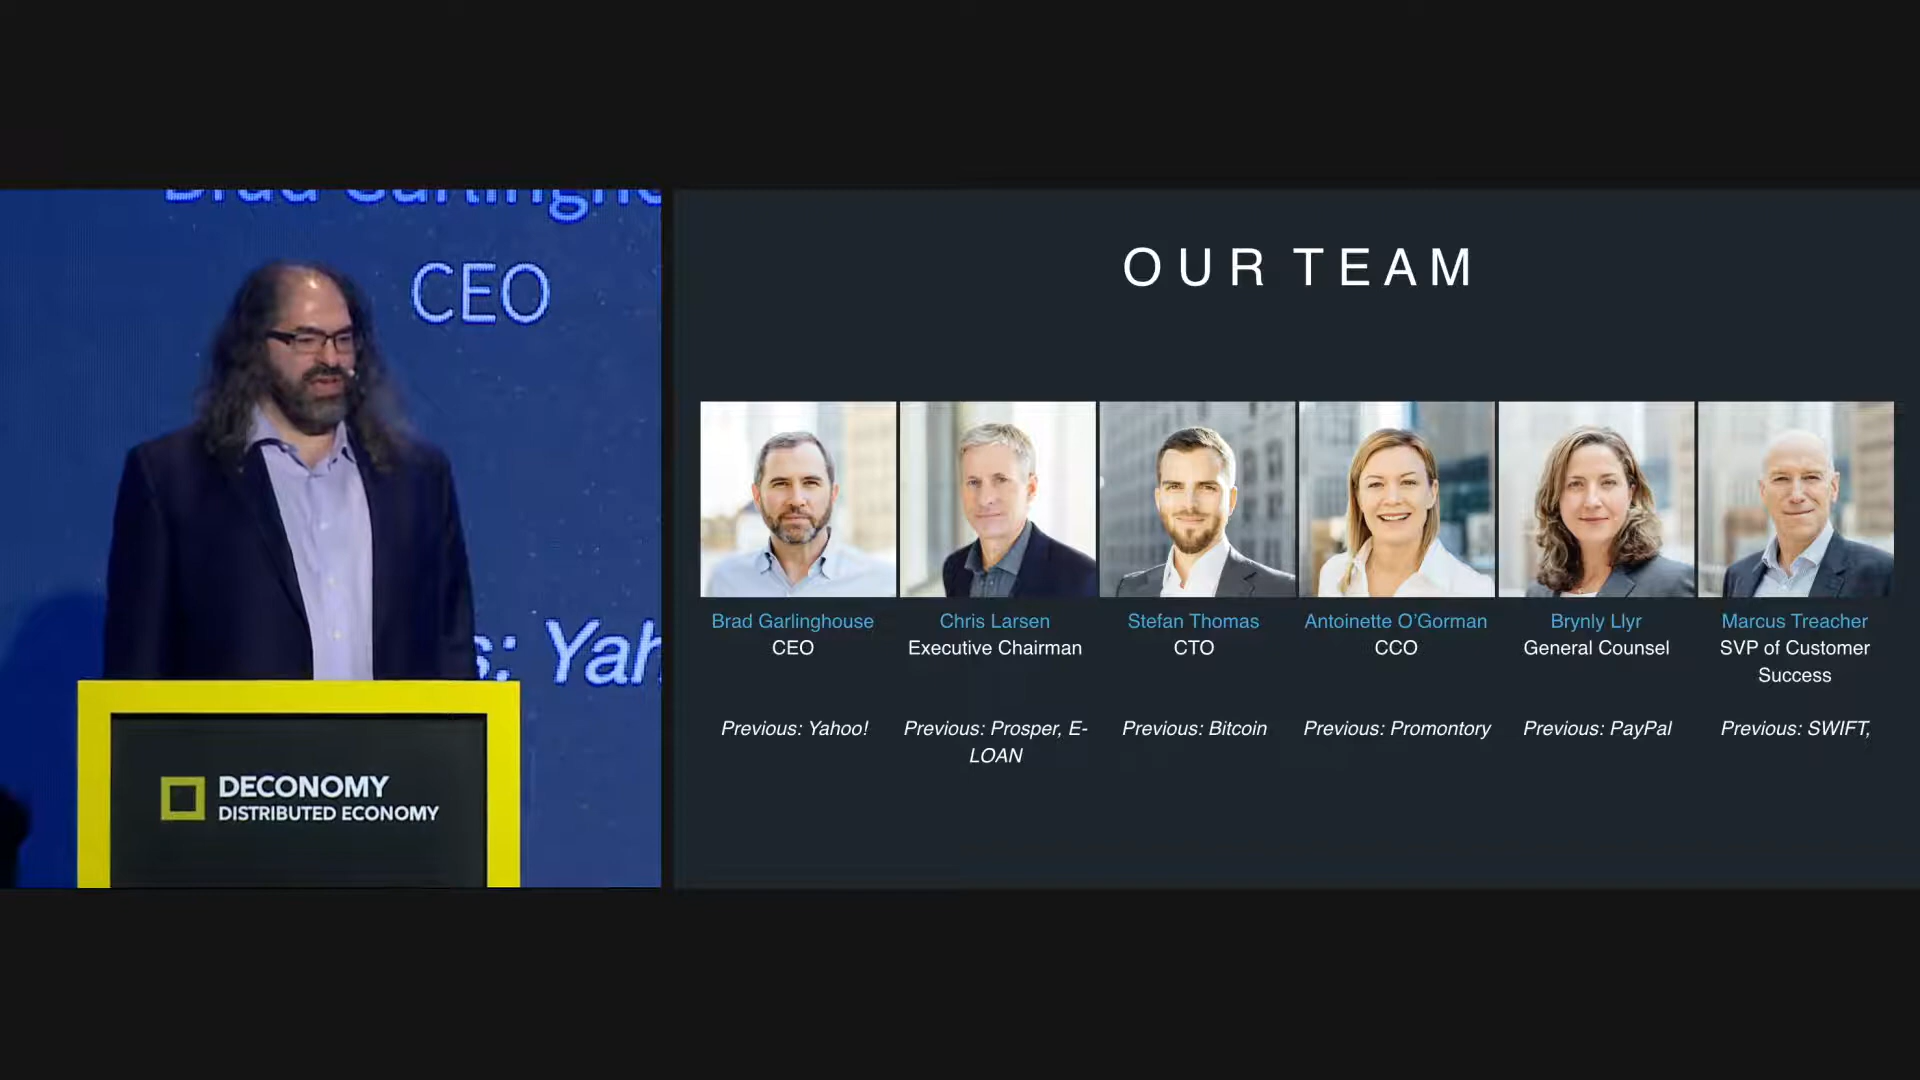 CEO
DECONOMY
DISTRIBUTED ECONOMY
OUR TEAM
Brad Garlinghouse
CEO
Previous: Yahoo!
Chris Larsen
Executive Chairman
Previous: Prosper, E-
LOAN
Stefan Thomas
CTO
Previous: Bitcoin
Antoinette O’Gorman
CCO
Previous: Promontory
Brynly Llyr
General Counsel
Previous: PayPal
Marcus Treacher
SVP of Customer
Success
Previous: SWIFT,